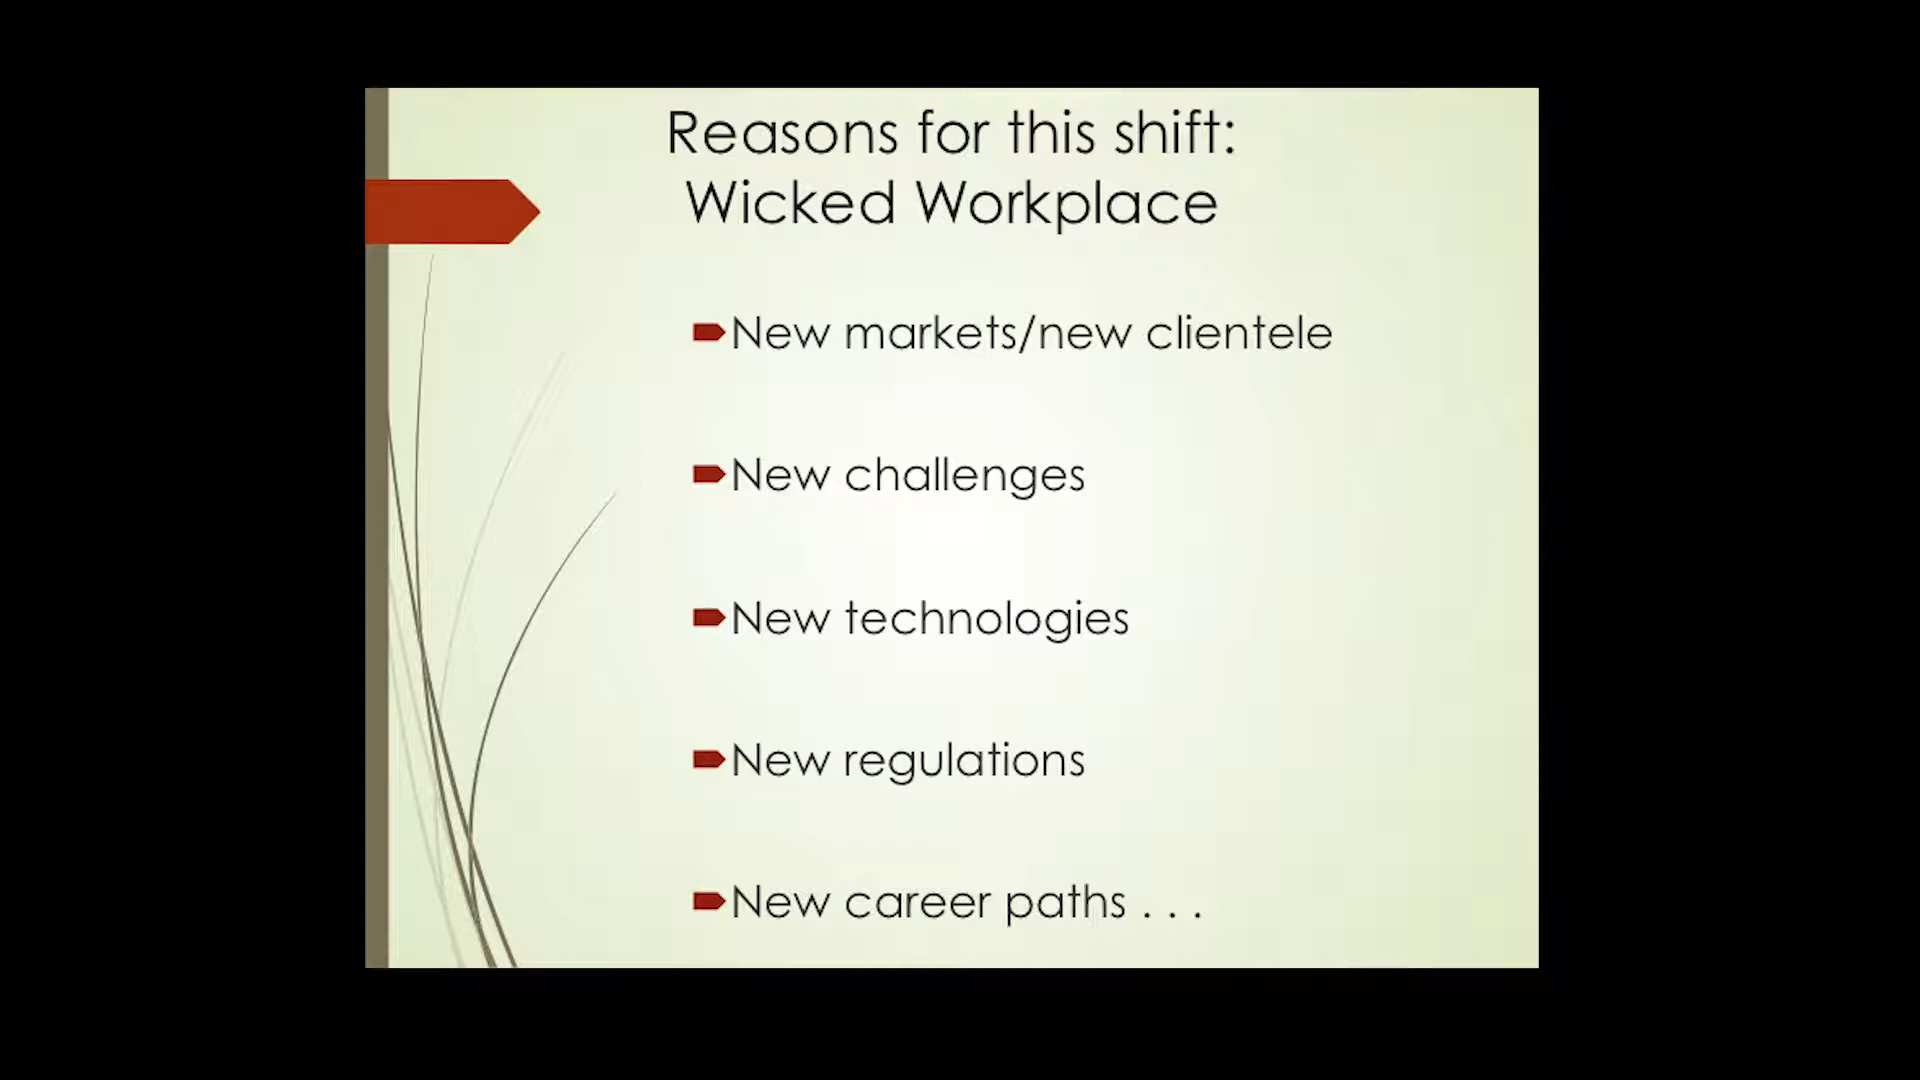 Reasons for this shift:
Wicked Workplace
New markets/new clientele
New challenges
New technologies
New regulations
New career paths . . .